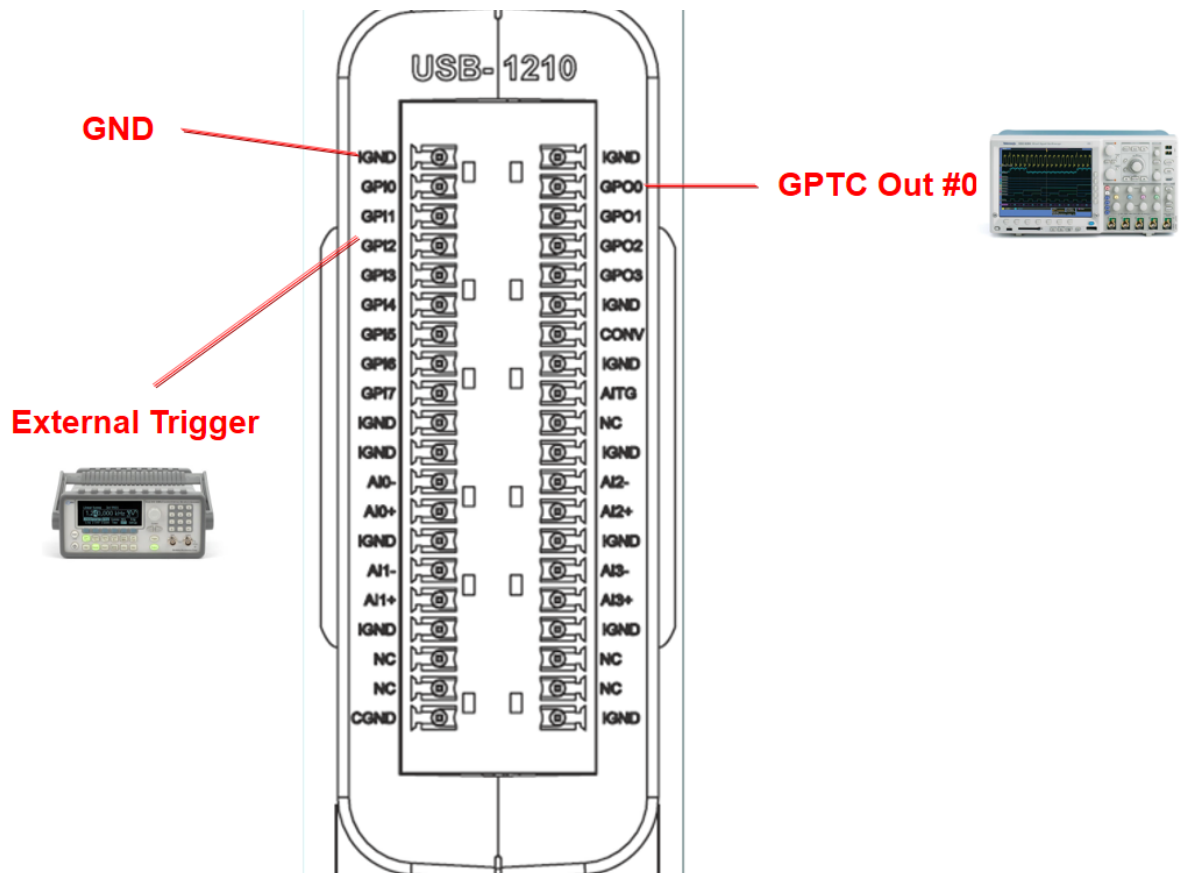 USB- 1210
GND
IGND IGND
GPI0 GPO0
GPTC Out #0
GPI1 GPO1
GPI2 GPO2
GPI3 GPO3
GPI4 IGND
GPI5 CONV
GPI6 IGND
GPI7 AITG
External Trigger
IGND NC
IGND IGND
AI0- AI2-
AI0+ AI2+
IGND IGND
AI1- AI3-
AI1+ AI3+
IGND IGND
NC NC
NC NC
CGND IGND